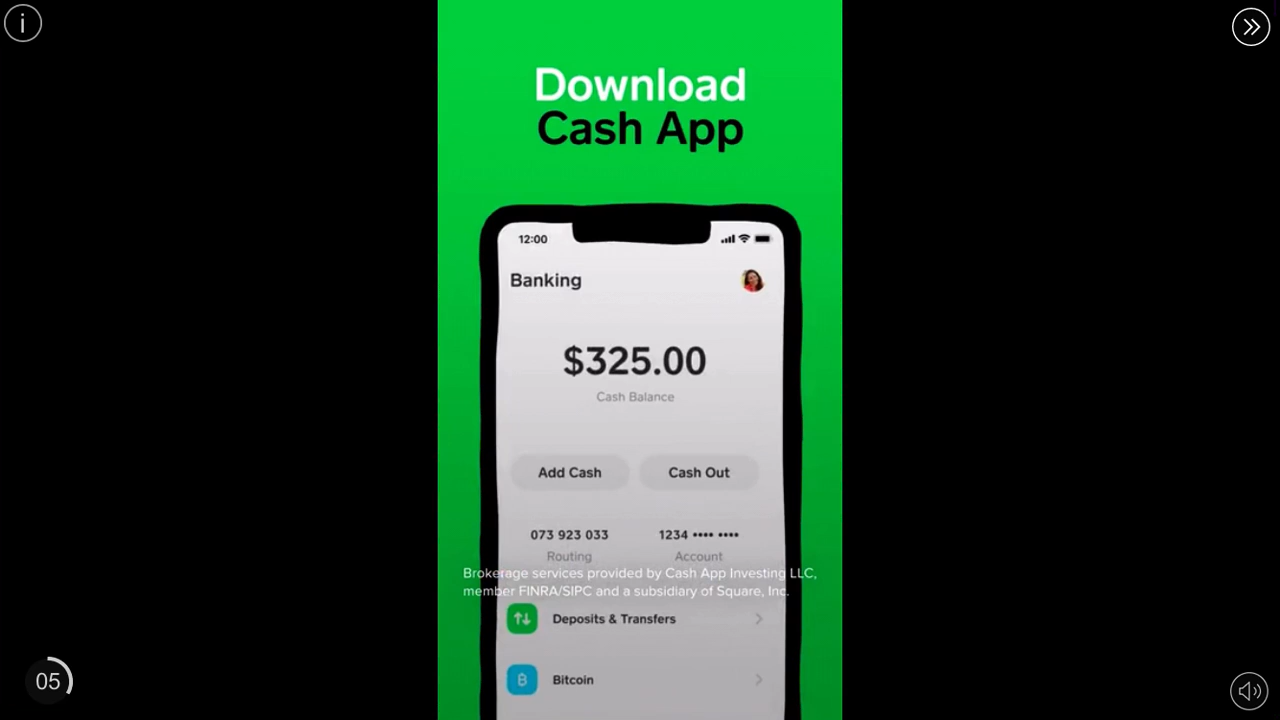 Download
Cash App
12:00
Banking
$325.00
Cash Balance
Add Cash
Cash Out
073 923 033
1234 •••• ••••
Routing
Account
Brokerage services provided by Cash App Investing LLC,
member FINRA/SIPC and a subsidiary of Square, Inc.
Deposits & Transfers
Bitcoin
05